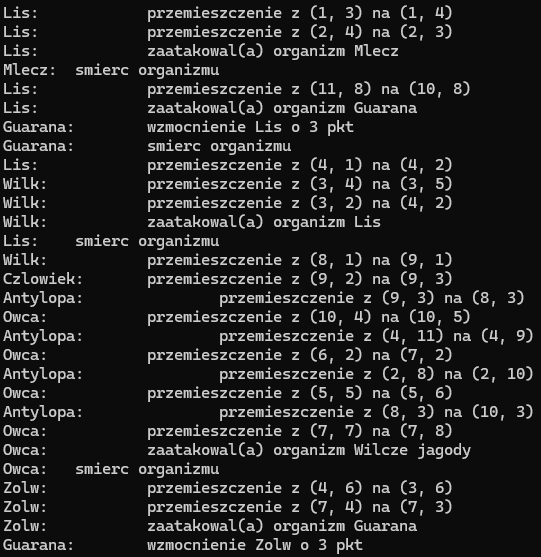 Lis: przemieszczenie z (1, 3) na (1, 4)
Lis: przemieszczenie z (2, 4) na (2, 3)
Lis: zaatakowal(a) organizm Mlecz
Mlecz: smierc organizmu
Lis: przemieszczenie z (11, 8) na (10, 8)
Lis: zaatakowal(a) organizm Guarana
Guarana: wzmocnienie Lis o 3 pkt
Guarana: smierc organizmu
Lis: przemieszczenie z (4, 1) na (4, 2)
Wilk: przemieszczenie z (3, 4) na (3, 5)
Wilk: przemieszczenie z (3, 2) na (4, 2)
Wilk: zaatakowal(a) organizm Lis
Lis: smierc organizmu
Wilk: przemieszczenie z (8, 1) na (9, 1)
Czlowiek: przemieszczenie z (9, 2) na (9, 3)
Antylopa: przemieszczenie z (9, 3) na (8, 3)
Owca: przemieszczenie z (10, 4) na (10, 5)
Antylopa: przemieszczenie z (4, 11) na (4, 9)
Owca: przemieszczenie z (6, 2) na (7, 2)
Antylopa: przemieszczenie z (2, 8) na (2, 10)
Owca: przemieszczenie z (5, 5) na (5, 6)
Antylopa: przemieszczenie z (8, 3) na (10, 3)
Owca: przemieszczenie z (7, 7) na (7, 8)
Owca: zaatakowal(a) organizm Wilcze jagody
Owca: smierc organizmu
Zolw: przemieszczenie z (4, 6) na (3, 6)
Zolw: przemieszczenie z (7, 4) na (7, 3)
Zolw: zaatakowal(a) organizm Guarana
Guarana: wzmocnienie Zolw o 3 pkt